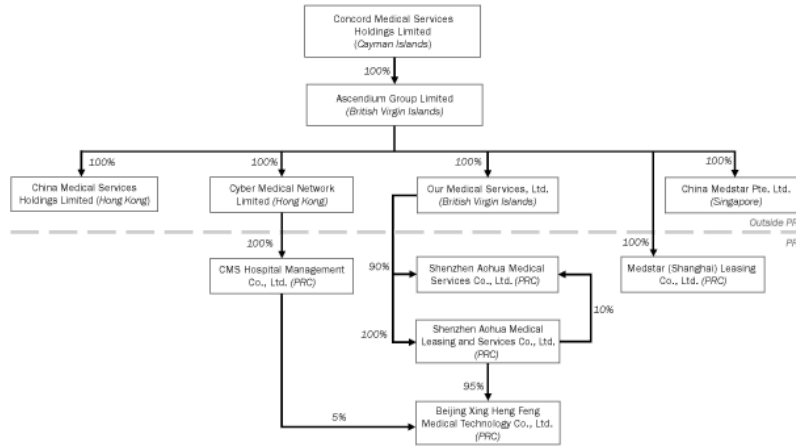 Concord Medical Services
Holdings Limited
(Cayman Islands)
100%
Ascendium Group Limited
(British Virgin Islands)
100%
100%
100%
100%
China Medical Services
Holdings Limited (Hong Kong)
Cyber Medical Network
Limited (Hong Kong)
Our Medical Services, Ltd.
(British Virgin Islands)
China Medstar Pte. Ltd.
(Singapore)
Outside PR
PR
100%
100%
CMS Hospital Management
Co., Ltd. (PRC)
90%
Shenzhen Aohua Medical
Services Co., Ltd. (PRC)
Medstar (Shanghai) Leasing
Co., Ltd. (PRC)
10%
100%
Shenzhen Aohua Medical
Leasing and Services Co., Ltd.
(PRC)
95%
5%
Beijing Xing Heng Feng
Medical Technology Co., Ltd.
(PRC)